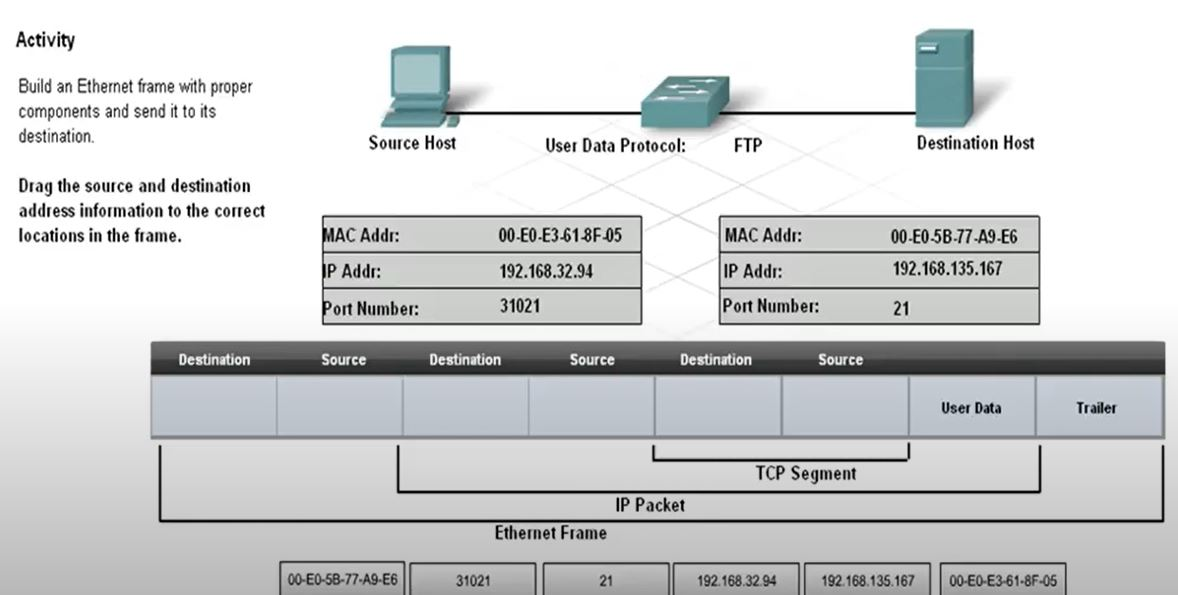 Activity
Build an Ethernet frame with proper
components and send it to its
destination.
Drag the source and destination
address information to the correct
locations in the frame.
Source Host
User Data Protocol: FTP
Destination Host
MAC Addr: 00-E0-E3-61-8F-05
IP Addr: 192.168.32.94
Port Number: 31021
MAC Addr: 00-E0-5B-77-A9-E6
IP Addr: 192.168.135.167
Port Number: 21
Destination Source Destination Source Destination Source
User Data Trailer
TCP Segment
IP Packet
Ethernet Frame
00-E0-5B-77-A9-E6 31021 21 192.168.32.94 192.168.135.167 00-E0-E3-61-8F-05